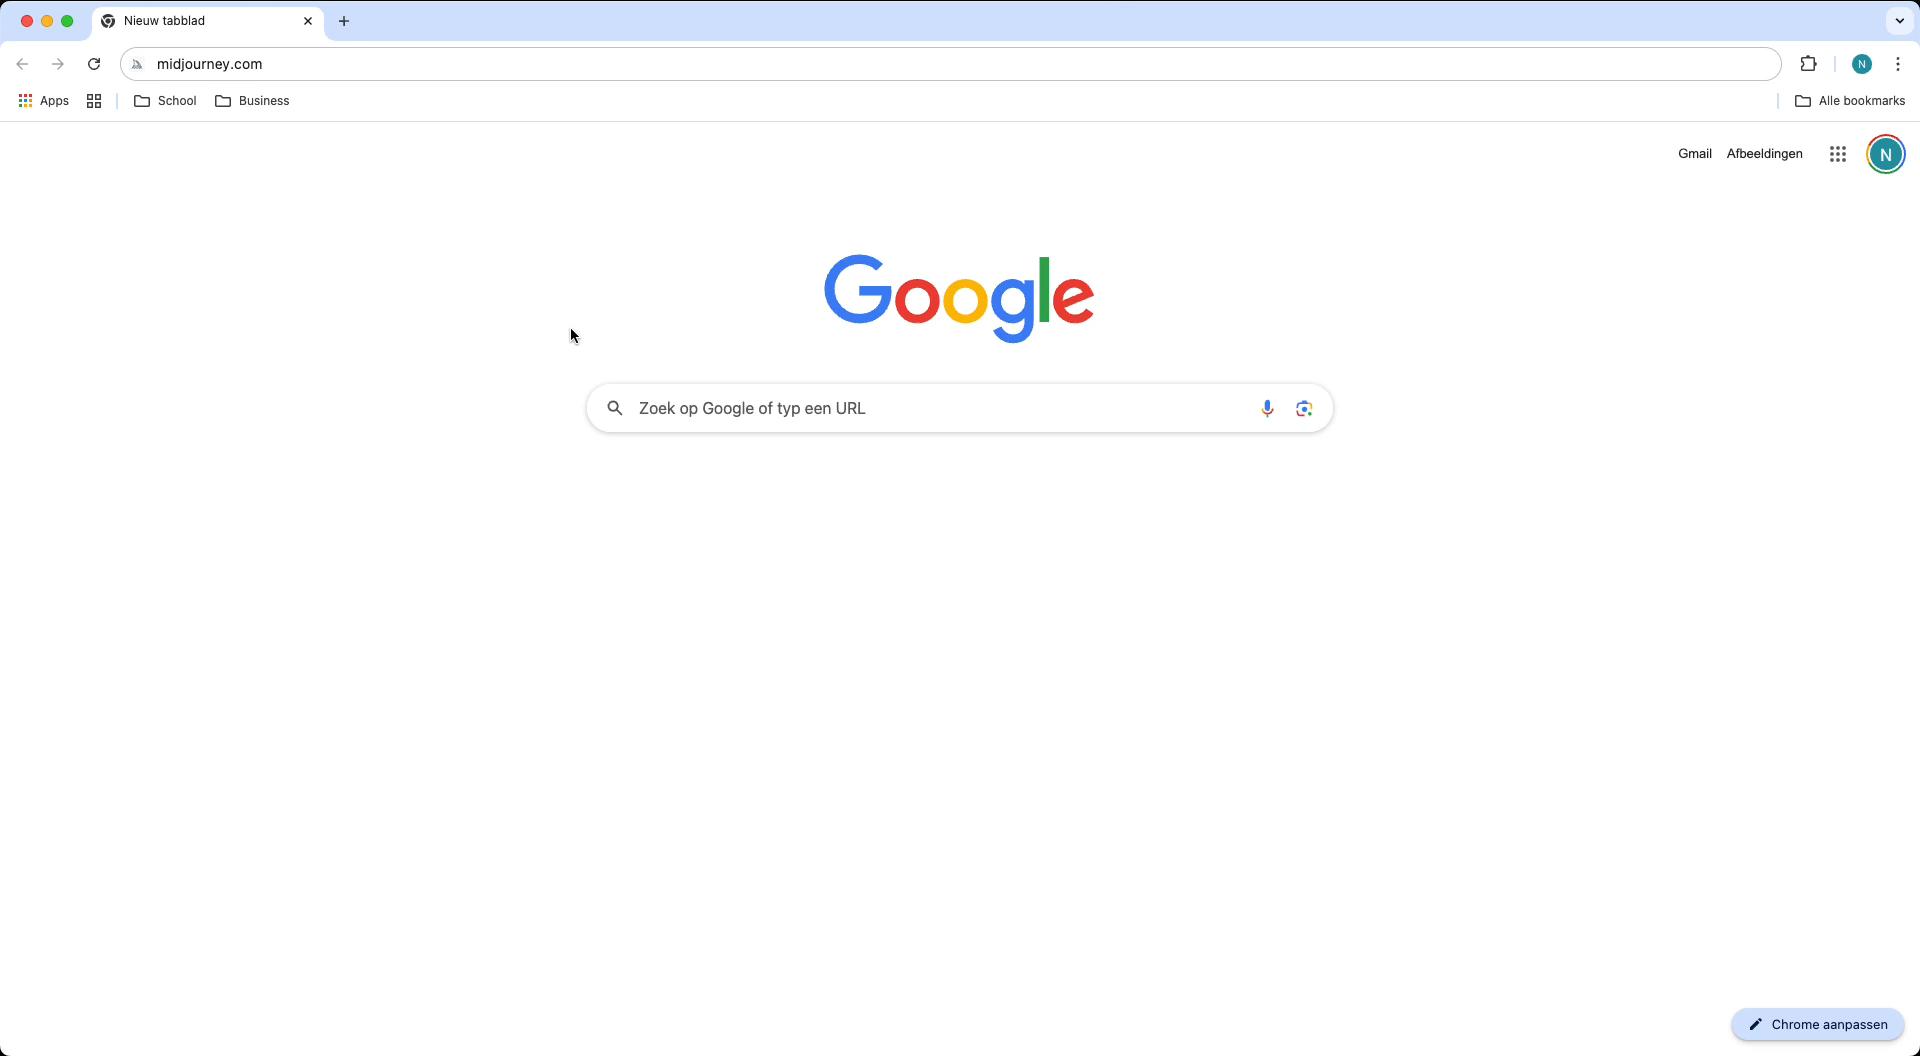 Nieuw tabblad
midjourney.com
N
Apps
School
Business
Alle bookmarks
Gmail
Afbeeldingen
N
Google
Zoek op Google of typ een URL
Chrome aanpassen